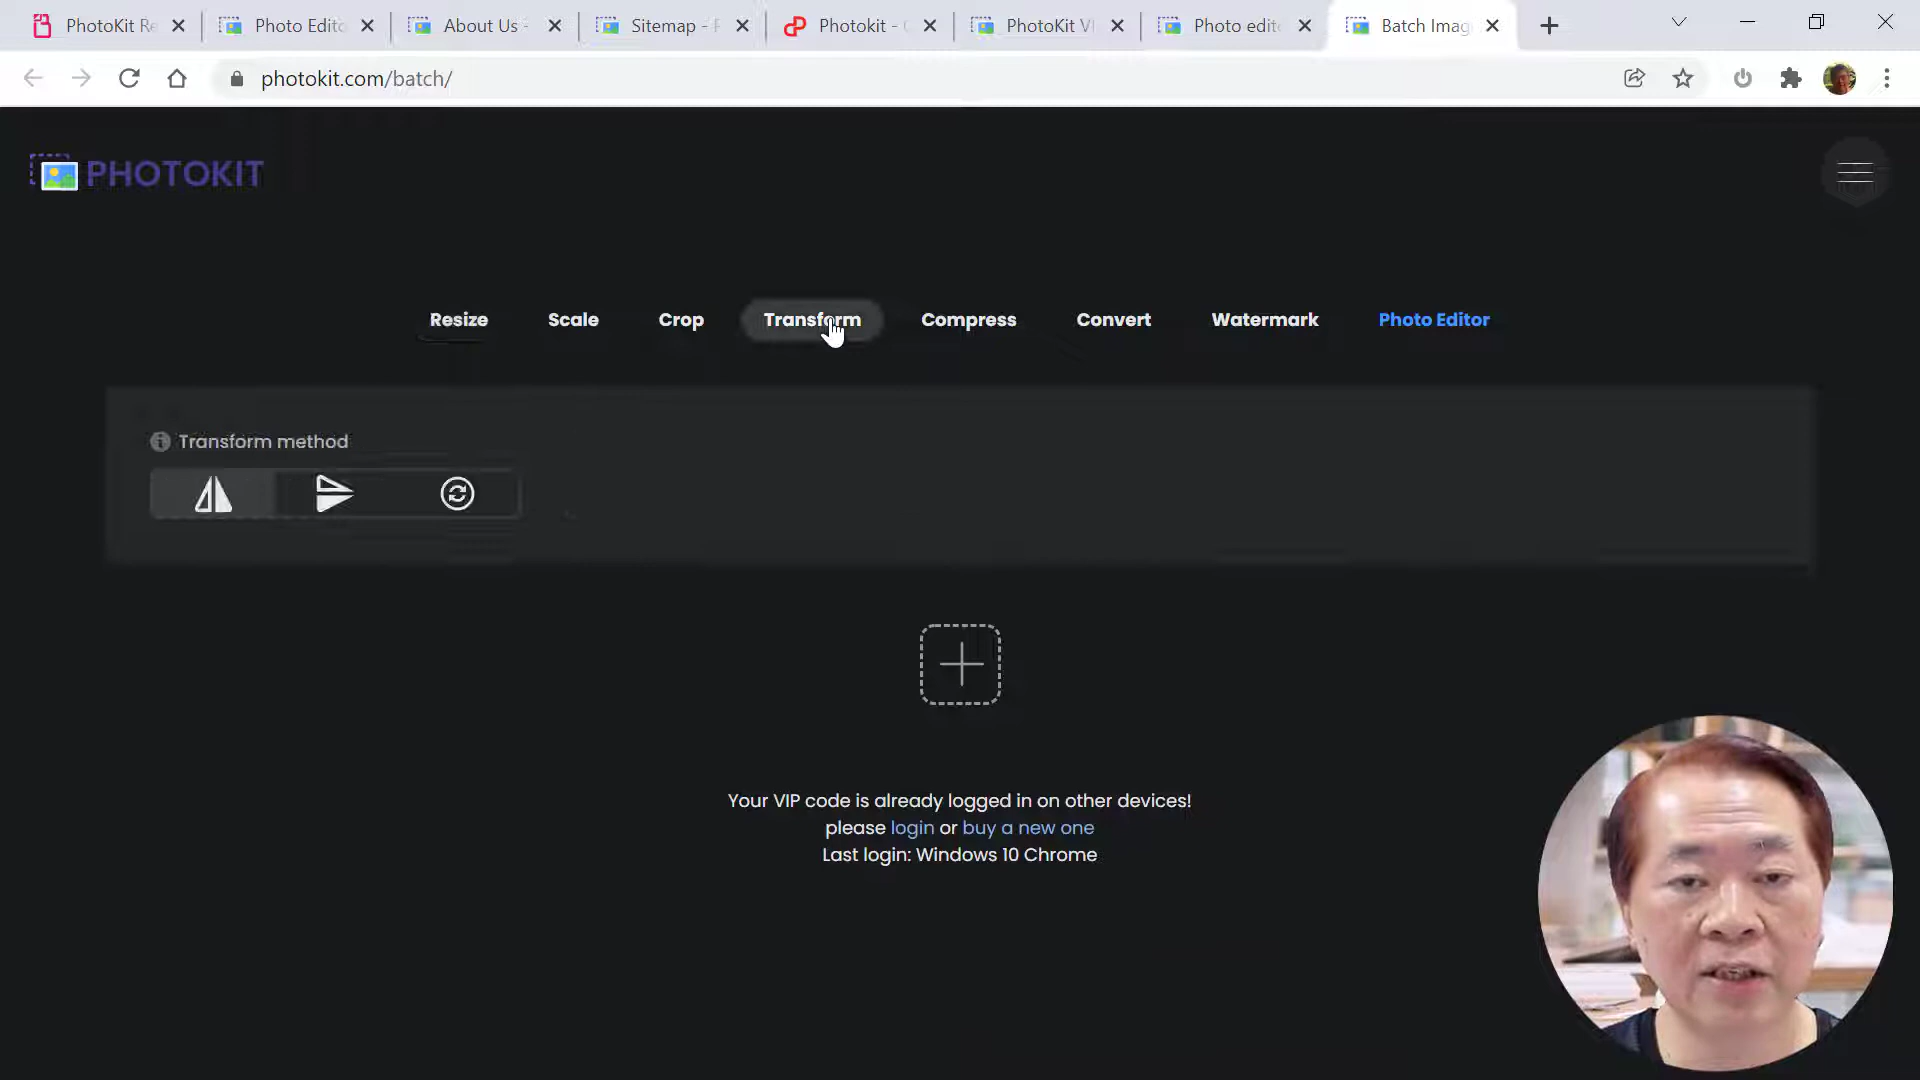 PhotoKit Re
Photo Edito
About Us -
Sitemap - P
Photokit -
PhotoKit VI
Photo edit
Batch Imag
photokit.com/batch/
PHOTOKIT
Resize
Scale
Crop
Transform
Compress
Convert
Watermark
Photo Editor
Transform method
Your VIP code is already logged in on other devices!
please login or buy a new one
Last login: Windows 10 Chrome